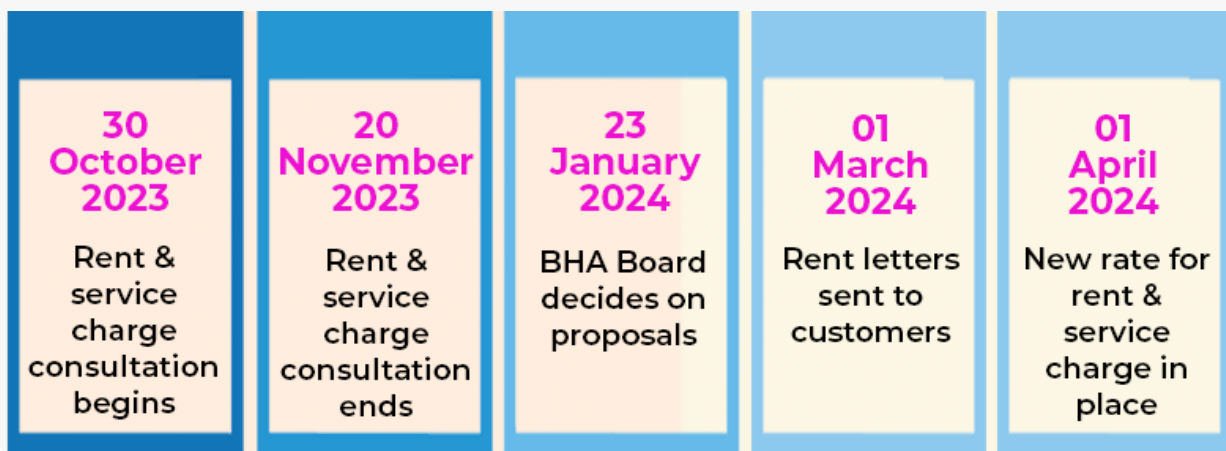 30
October
2023
Rent &
service
charge
consultation
begins
20
November
2023
Rent &
service
charge
consultation
ends
23
January
2024
BHA Board
decides on
proposals
01
March
2024
Rent letters
sent to
customers
01
April
2024
New rate for
rent &
service
charge in
place